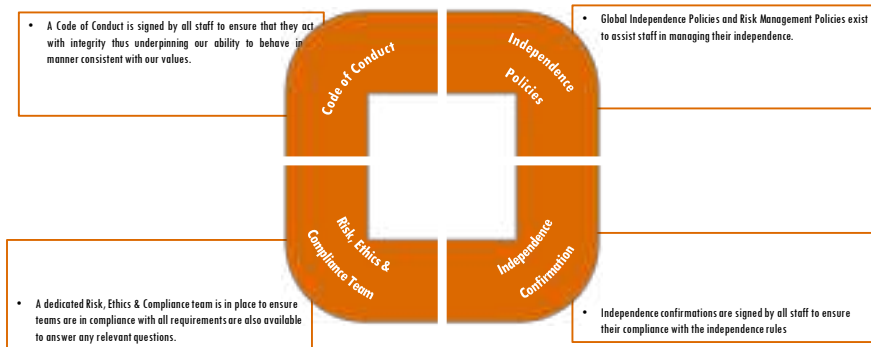 • A Code of Conduct is signed by all staff to ensure that they act
with integrity thus underpinning our ability to behave in
manner consistent with our values.
Code of Conduct
Independence
Policies
• Global Independence Policies and Risk Management Policies exist
to assist staff in managing their independence.
• A dedicated Risk, Ethics & Compliance team is in place to ensure
teams are in compliance with all requirements are also available
to answer any relevant questions.
Risk, Ethics &
Compliance Team
Independence
Confirmation
• Independence confirmations are signed by all staff to ensure
their compliance with the independence rules